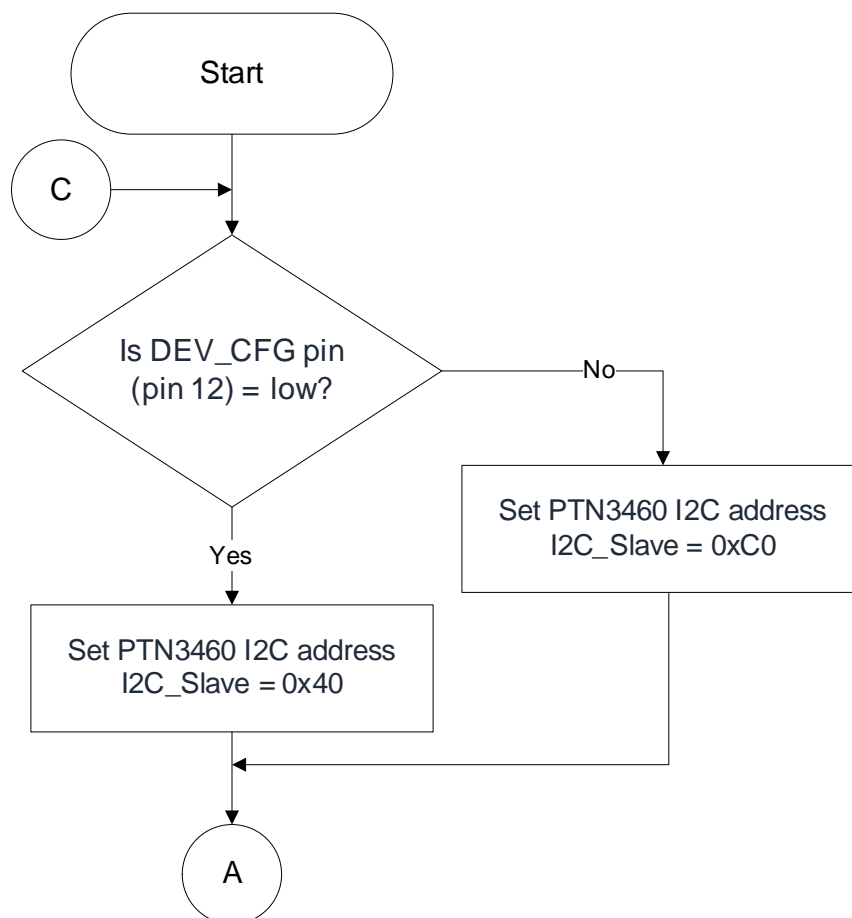 Start
C
Is DEV_CFG pin
(pin 12) = low?
No
Set PTN3460 I2C address
I2C_Slave = 0xC0
Yes
Set PTN3460 I2C address
I2C_Slave = 0x40
A